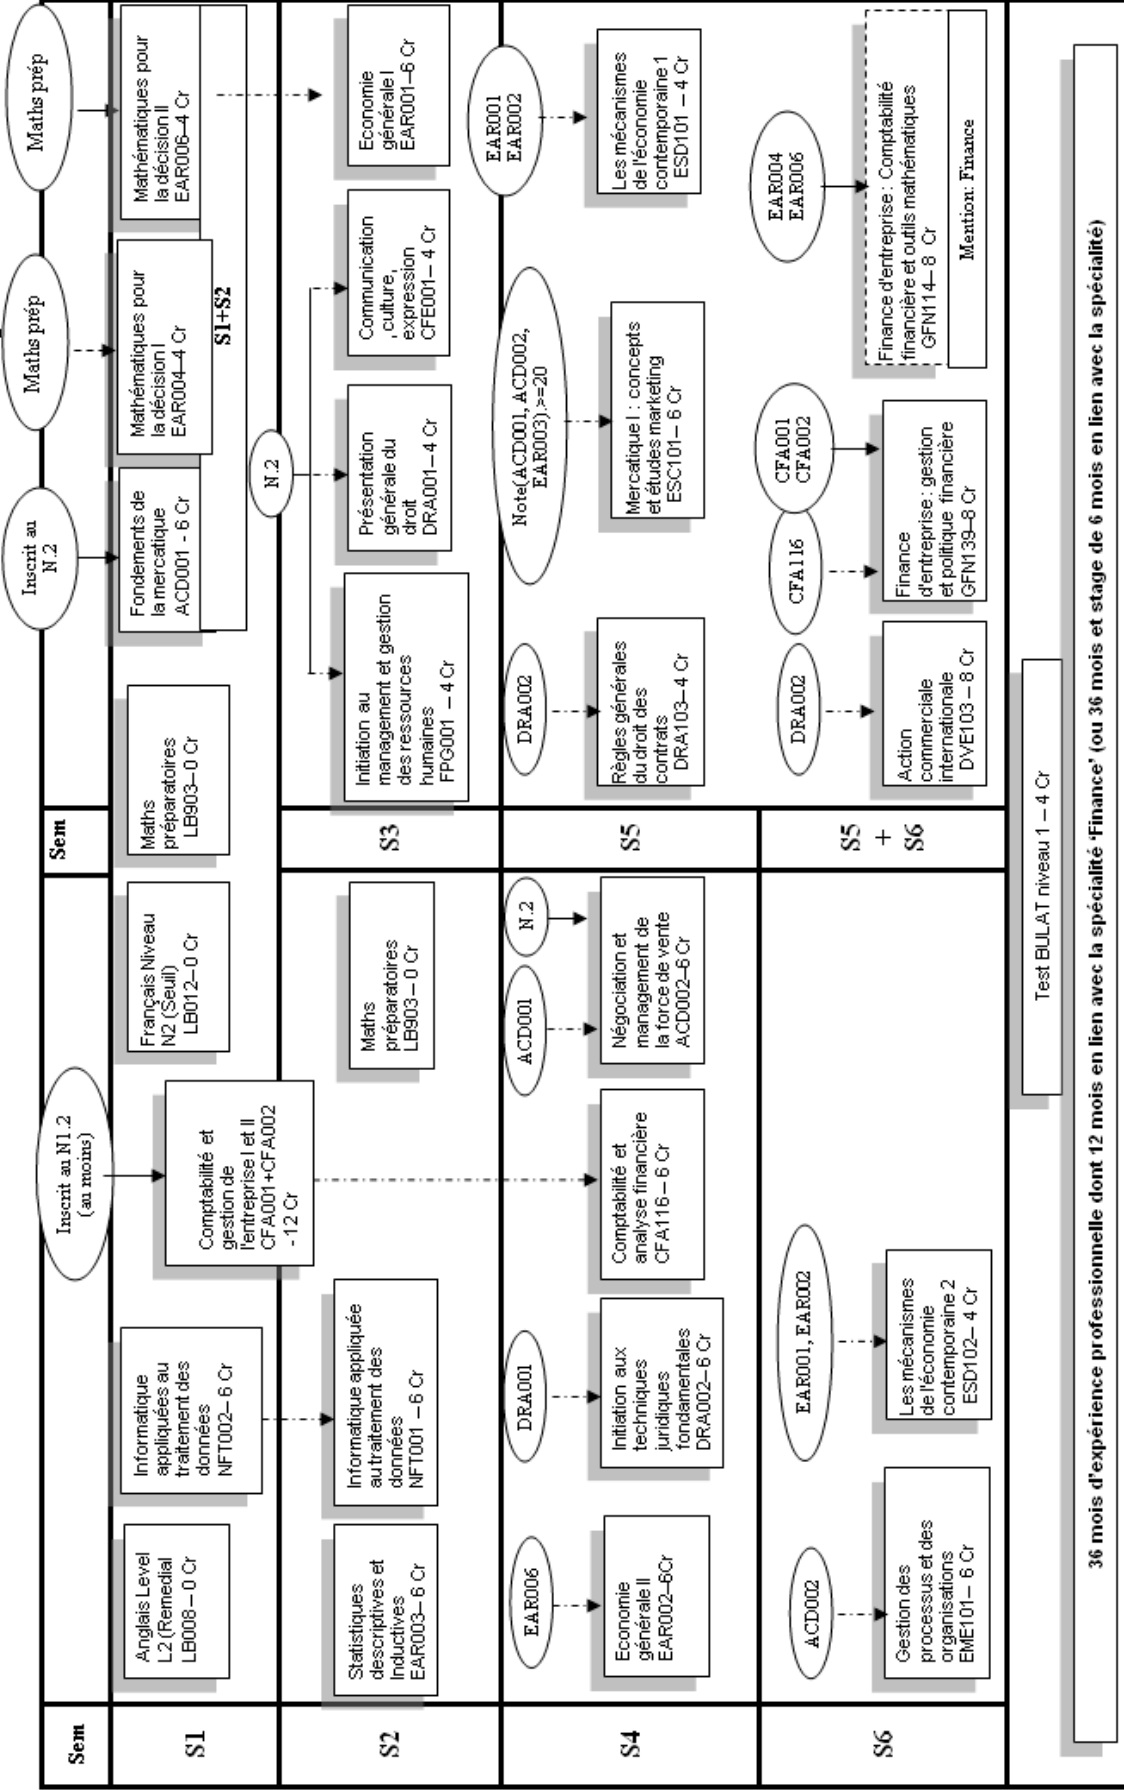 Sem
Inscrit au N1.2
(au moins)
Sem
Inscrit au
N.2
Maths prép
Maths prép
S1
Anglais Level
L2 (Remedial
LB008– 0 Cr
Informatique
appliquées au
traitement des
données
NFT002– 6 Cr
Comptabilité et
gestion de
l'entreprise I et II
CFA001+CFA002
- 12 Cr
Français Niveau
N2 (Seuil)
LB012–0 Cr
Maths
préparatoires
LB903–0 Cr
Fondements de
la mercatique
ACD001 - 6 Cr
Mathématiques pour
la décision I
EAR004–4 Cr
Mathématiques pour
la décision II
EAR006–4 Cr
S1+S2
S2
Statistiques
descriptives et
Inductives
EAR003– 6 Cr
Informatique appliquée
au traitement des
données
NFT001 –6 Cr
Maths
préparatoires
LB903– 0 Cr
S3
N.2
Initiation au
management et gestion
des ressources
humaines
FPG001 – 4 Cr
Présentation
générale du
droit
DRA001–4 Cr
Communication
, culture,
expression
CFE001– 4 Cr
Economie
générale I
EAR001–6 Cr
S4
EAR006
Economie
générale II
EAR002–6Cr
DRA001
Initiation aux
techniques
juridiques
fondamentales
DRA002–6 Cr
Comptabilité et
analyse financière
CFA116 – 6 Cr
ACD001
N.2
Négociation et
management de
la force de vente
ACD002–6 Cr
S5
DRA002
Règles générales
du droit des
contrats
DRA103–4 Cr
Note(ACD001, ACD002,
EAR003),>=20
Mercatique I : concepts
et études marketing
ESC101– 6 Cr
EAR001
EAR002
Les mécanismes
de l'économie
contemporaine 1
ESD101 – 4 Cr
S6
ACD002
Gestion des
processus et des
organisations
EME101– 6 Cr
EAR001, EAR002
Les mécanismes
de l'économie
contemporaine 2
ESD102– 4 Cr
S5
+
S6
DRA002
Action
commerciale
internationale
DVE103 – 8 Cr
CFA116
CFA001
CFA002
Finance
d'entreprise : gestion
et politique financière
GFN139–8 Cr
EAR004
EAR006
Finance d'entreprise : Comptabilité
financière et outils mathématiques
GFN114– 8 Cr
Mention: Finance
Test BULAT niveau 1 – 4 Cr
36 mois d'expérience professionnelle dont 12 mois en lien avec la spécialité 'Finance' (ou 36 mois et stage de 6 mois en lien avec la spécialité)